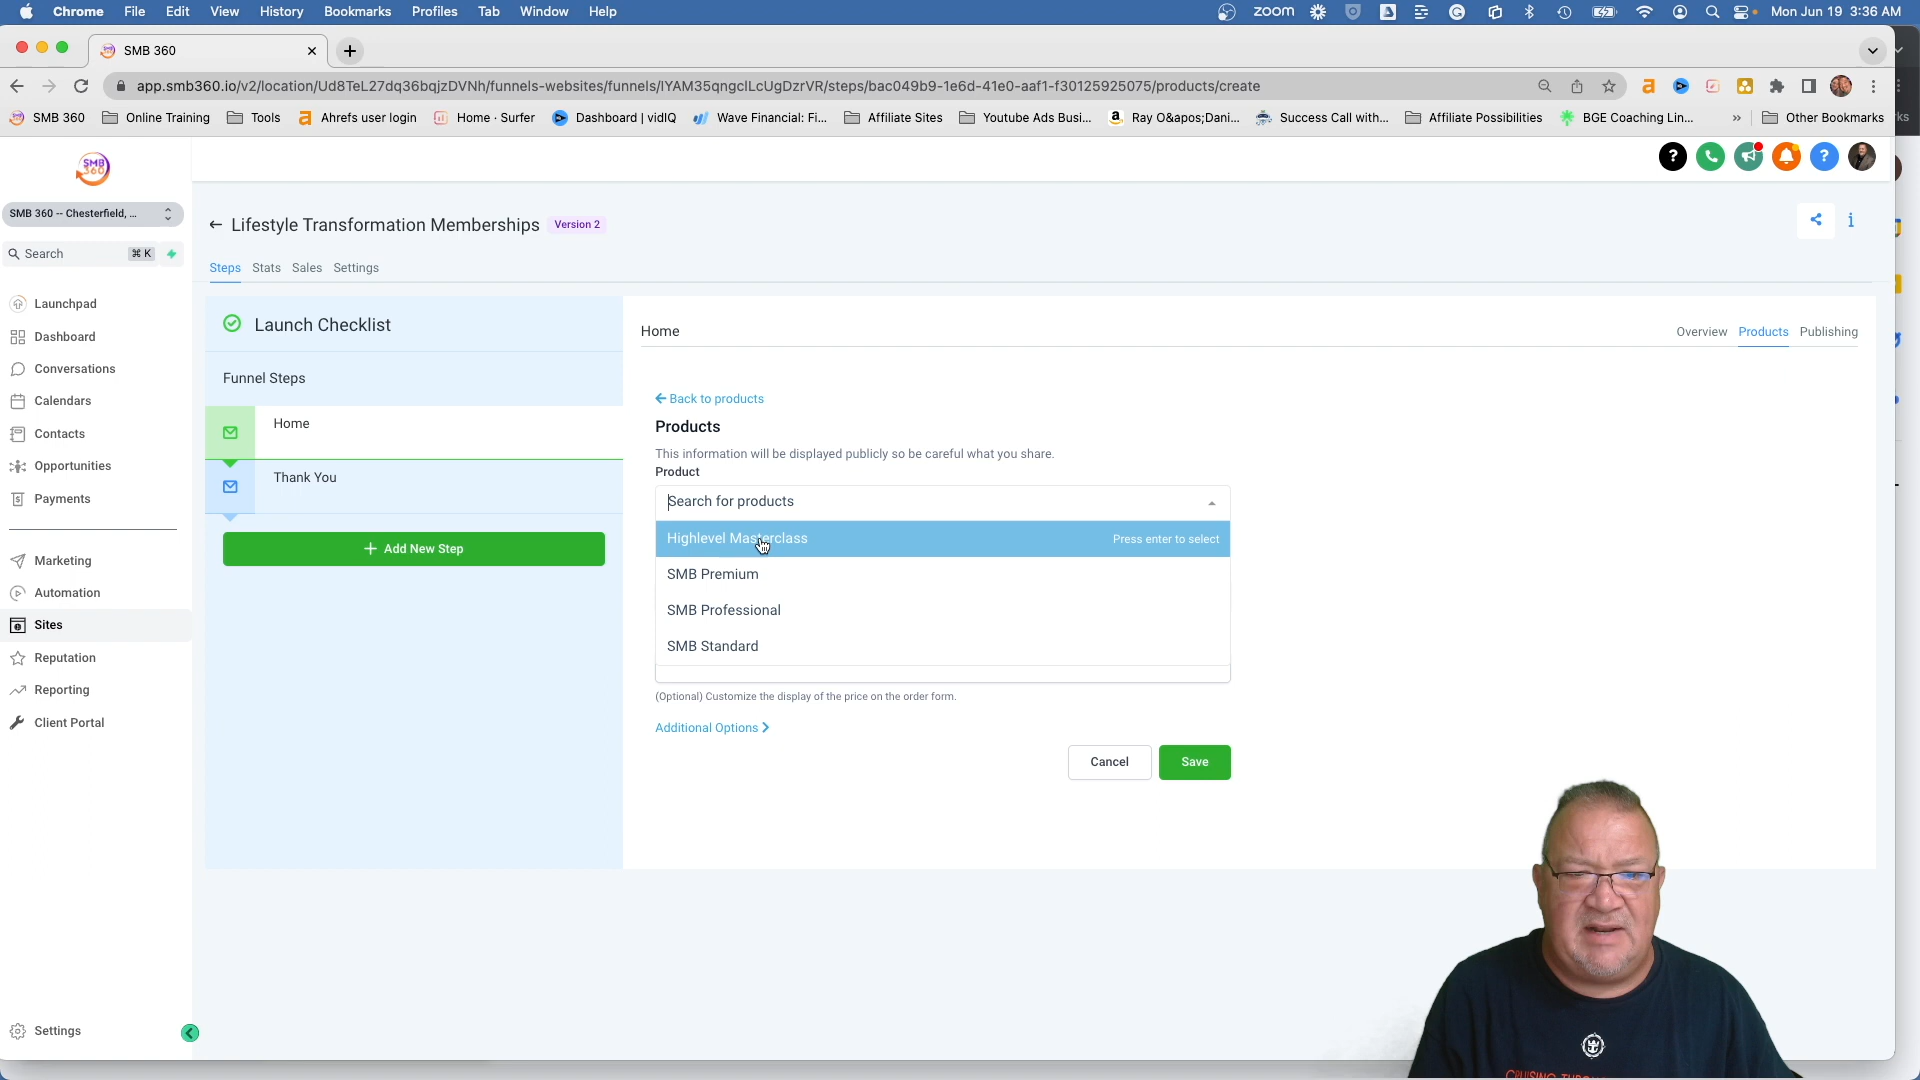 Chrome File Edit View History Bookmarks Profiles Tab Window Help zoom Mon Jun 19 3:36 AM
SMB 360
app.smb360.io/v2/location/Ud8TeL27dq36bqjzDVNh/funnels-websites/funnels/IYAM35qngclLcUgDzrVR/steps/bac049b9-1e6d-41e0-aaf1-f30125925075/products/create
SMB 360 Online Training Tools Ahrefs user login Home · Surfer Dashboard | vidIQ Wave Financial: Fi... Affiliate Sites Youtube Ads Busi... Ray O&apos;Dani... Success Call with... Affiliate Possibilities BGE Coaching Lin... » Other Bookmarks
SMB
360
SMB 360 -- Chesterfield, ...
Search ⌘ K
Launchpad
Dashboard
Conversations
Calendars
Contacts
Opportunities
Payments
Marketing
Automation
Sites
Reputation
Reporting
Client Portal
Settings
← Lifestyle Transformation Memberships Version 2
Steps Stats Sales Settings
Launch Checklist
Funnel Steps
Home
Thank You
+ Add New Step
Home Overview Products Publishing
← Back to products
Products
This information will be displayed publicly so be careful what you share.
Product
Search for products
Highlevel Masterclass Press enter to select
SMB Premium
SMB Professional
SMB Standard
(Optional) Customize the display of the price on the order form.
Additional Options >
Cancel Save